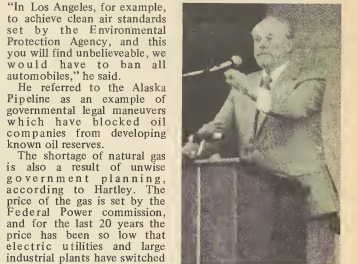 "In Los Angeles, for example,
to achieve clean air standards
set by the Environmental
Protection Agency, and this
you will find unbelieveable, we
would have to ban all
automobiles," he said.
He referred to the Alaska
Pipeline as an example of
governmental legal maneuvers
which have blocked oil
companies from developing
known oil reserves.
The shortage of natural gas
is also a result of unwise
government planning,
according to Hartley. The
price of the gas is set by the
Federal Power commission,
and for the last 20 years the
price has been so low that
electric utilities and large
industrial plants have switched